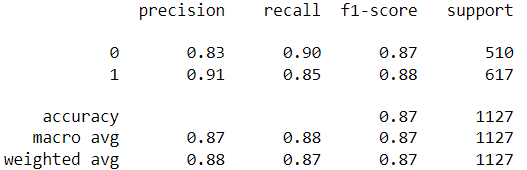 precision recall f1-score support
0 0.83 0.90 0.87 510
1 0.91 0.85 0.88 617
accuracy 0.87 1127
macro avg 0.87 0.88 0.87 1127
weighted avg 0.88 0.87 0.87 1127